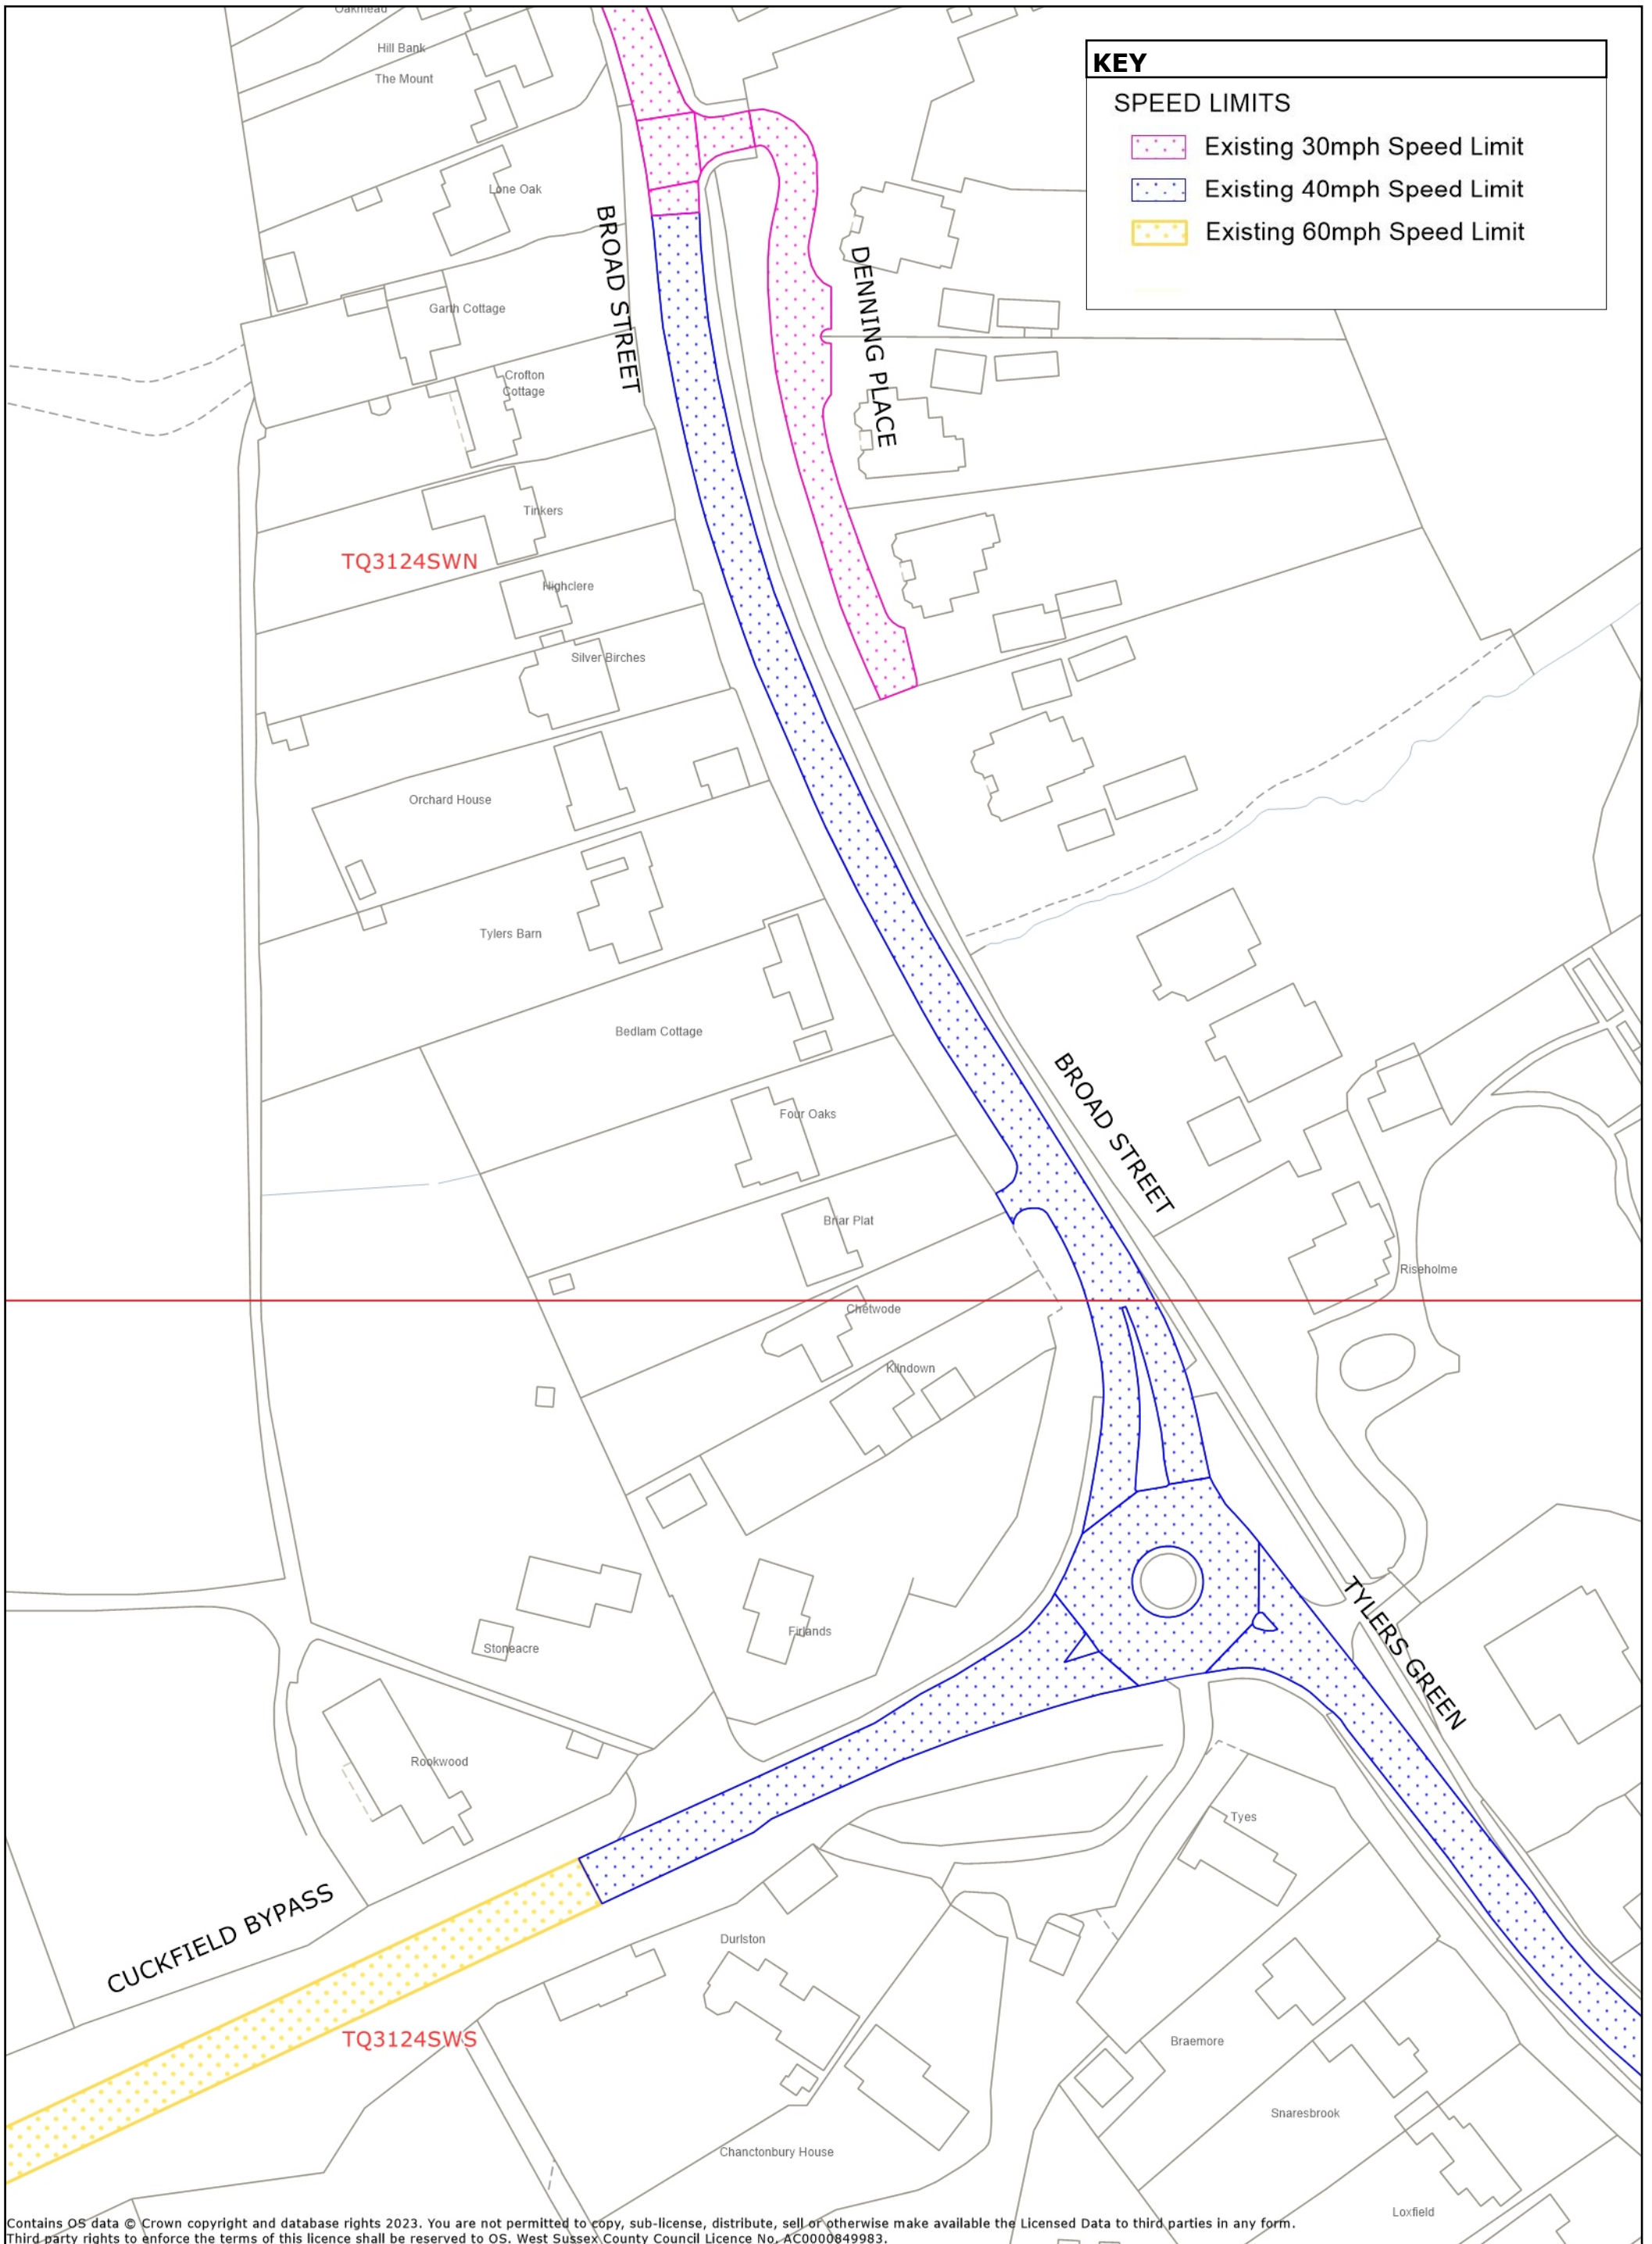 Oakmead
Hill Bank
The Mount
KEY
SPEED LIMITS
Existing 30mph Speed Limit
Existing 40mph Speed Limit
Existing 60mph Speed Limit
Lone Oak
BROAD STREET
DENNING PLACE
Garth Cottage
Crofton
Cottage
Tinkers
TQ3124SWN
Highclere
Silver Birches
Orchard House
Tylers Barn
Bedlam Cottage
BROAD STREET
Four Oaks
Briar Plat
Riseholme
Chetwode
Kilndown
Firlands
Stoneacre
TYLERS GREEN
Rookwood
Tyes
CUCKFIELD BYPASS
Durlston
TQ3124SWS
Braemore
Snaresbrook
Chanctonbury House
Loxfield
Contains OS data © Crown copyright and database rights 2023. You are not permitted to copy, sub-license, distribute, sell or otherwise make available the Licensed Data to third parties in any form.
Third party rights to enforce the terms of this licence shall be reserved to OS. West Sussex County Council Licence No. AC0000849983.